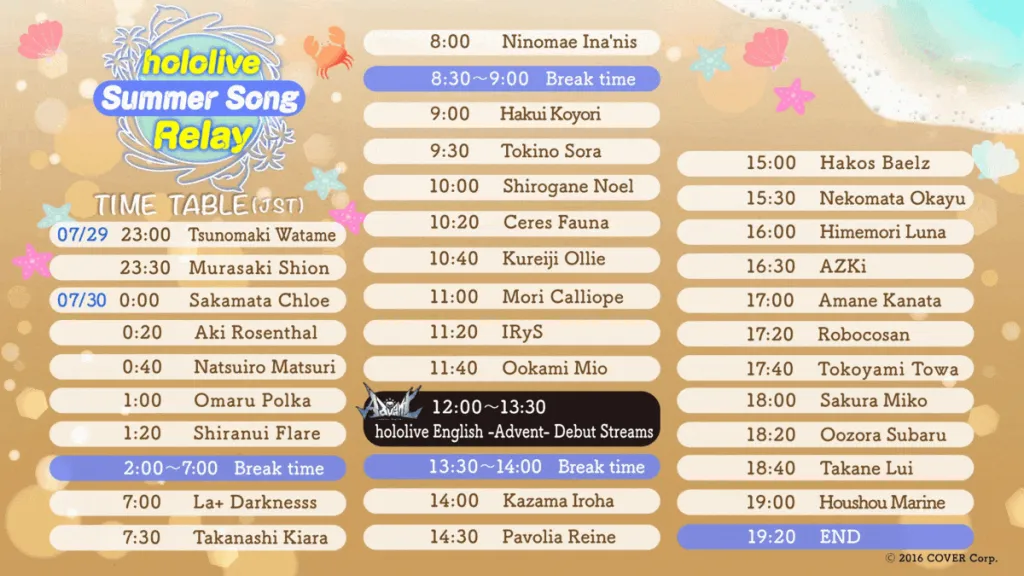 hololive
Summer Song
Relay
TIME TABLE(JST)
07/29 23:00 Tsunomaki Watame
23:30 Murasaki Shion
07/30 0:00 Sakamata Chloe
0:20 Aki Rosenthal
0:40 Natsuiro Matsuri
1:00 Omaru Polka
1:20 Shiranui Flare
2:00~7:00 Break time
7:00 La+ Darknesss
7:30 Takanashi Kiara
8:00 Ninomae Ina'nis
8:30~9:00 Break time
9:00 Hakui Koyori
9:30 Tokino Sora
10:00 Shirogane Noel
10:20 Ceres Fauna
10:40 Kureiji Ollie
11:00 Mori Calliope
11:20 IRyS
11:40 Ookami Mio
Advent 12:00~13:30
hololive English -Advent- Debut Streams
13:30~14:00 Break time
14:00 Kazama Iroha
14:30 Pavolia Reine
15:00 Hakos Baelz
15:30 Nekomata Okayu
16:00 Himemori Luna
16:30 AZKi
17:00 Amane Kanata
17:20 Robocosan
17:40 Tokoyami Towa
18:00 Sakura Miko
18:20 Oozora Subaru
18:40 Takane Lui
19:00 Houshou Marine
19:20 END
© 2016 COVER Corp.